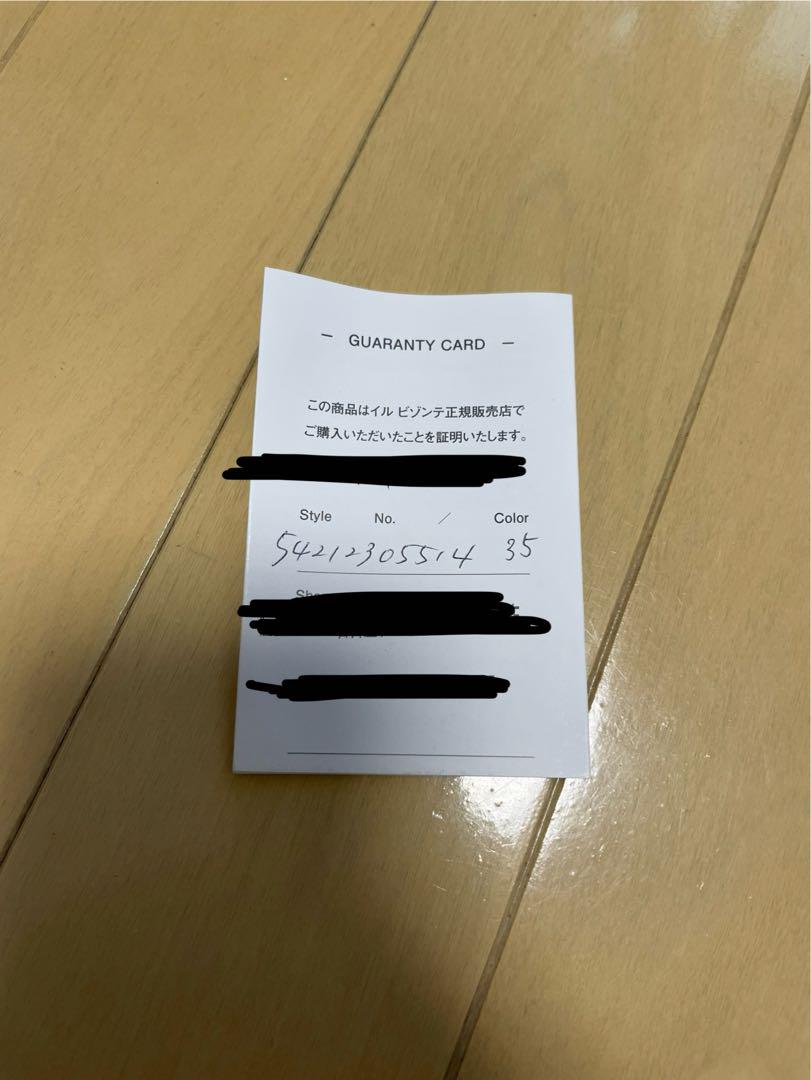 - GUARANTY CARD -
この商品はイル ビゾンテ正規販売店で
ご購入いただいたことを証明いたします。
Style No. / Color
54212305514 35